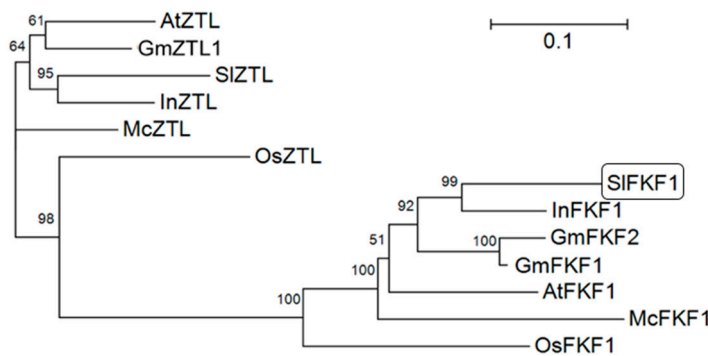 AtZTL
61
GmZTL1
64
SlZTL
95
InZTL
McZTL
OsZTL
98
0.1
SlFKF1
99
InFKF1
92
GmFKF2
100
GmFKF1
51
AtFKF1
100
McFKF1
100
OsFKF1